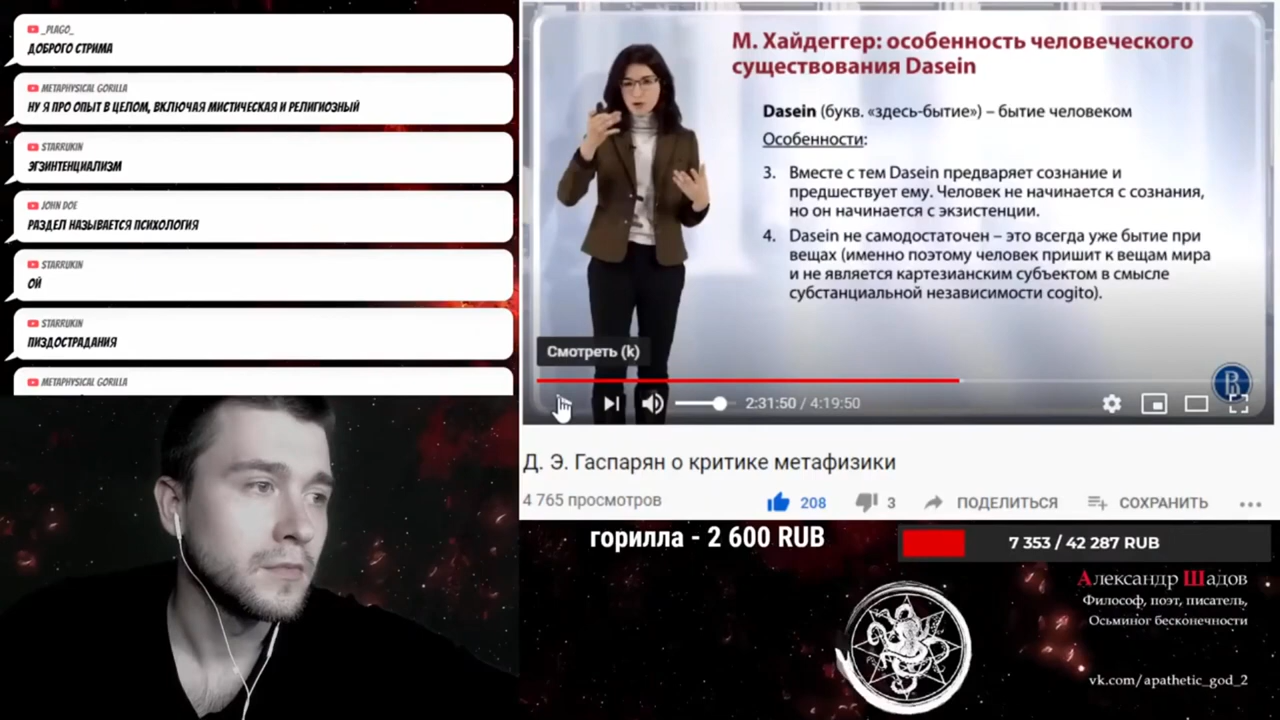 _PLAGO_
ДОБРОГО СТРИМА
METAPHYSICAL GORILLA
НУ Я ПРО ОПЫТ В ЦЕЛОМ, ВКЛЮЧАЯ МИСТИЧЕСКАЯ И РЕЛИГИОЗНЫЙ
STARRUKIN
ЭГЗИНТЕНЦИАЛИЗМ
JOHN DOE
РАЗДЕЛ НАЗЫВАЕТСЯ ПСИХОЛОГИЯ
STARRUKIN
ОЙ
STARRUKIN
ПИЗДОСТРАДАНИЯ
METAPHYSICAL GORILLA
М. Хайдеггер: особенность человеческого
существования Dasein
Dasein (букв. «здесь-бытие») – бытие человеком
Особенности:
3. Вместе с тем Dasein предваряет сознание и
предшествует ему. Человек не начинается с сознания,
но он начинается с экзистенции.
4. Dasein не самодостаточен – это всегда уже бытие при
вещах (именно поэтому человек пришит к вещам мира
и не является картезианским субъектом в смысле
субстанциальной независимости cogito).
Смотреть (k)
2:31:50 / 4:19:50
Д. Э. Гаспарян о критике метафизики
4 765 просмотров
208
3
ПОДЕЛИТЬСЯ
СОХРАНИТЬ
горилла - 2 600 RUB
7 353 / 42 287 RUB
Александр Шадов
Философ, поэт, писатель,
Осьминог бесконечности
vk.com/apathetic_god_2